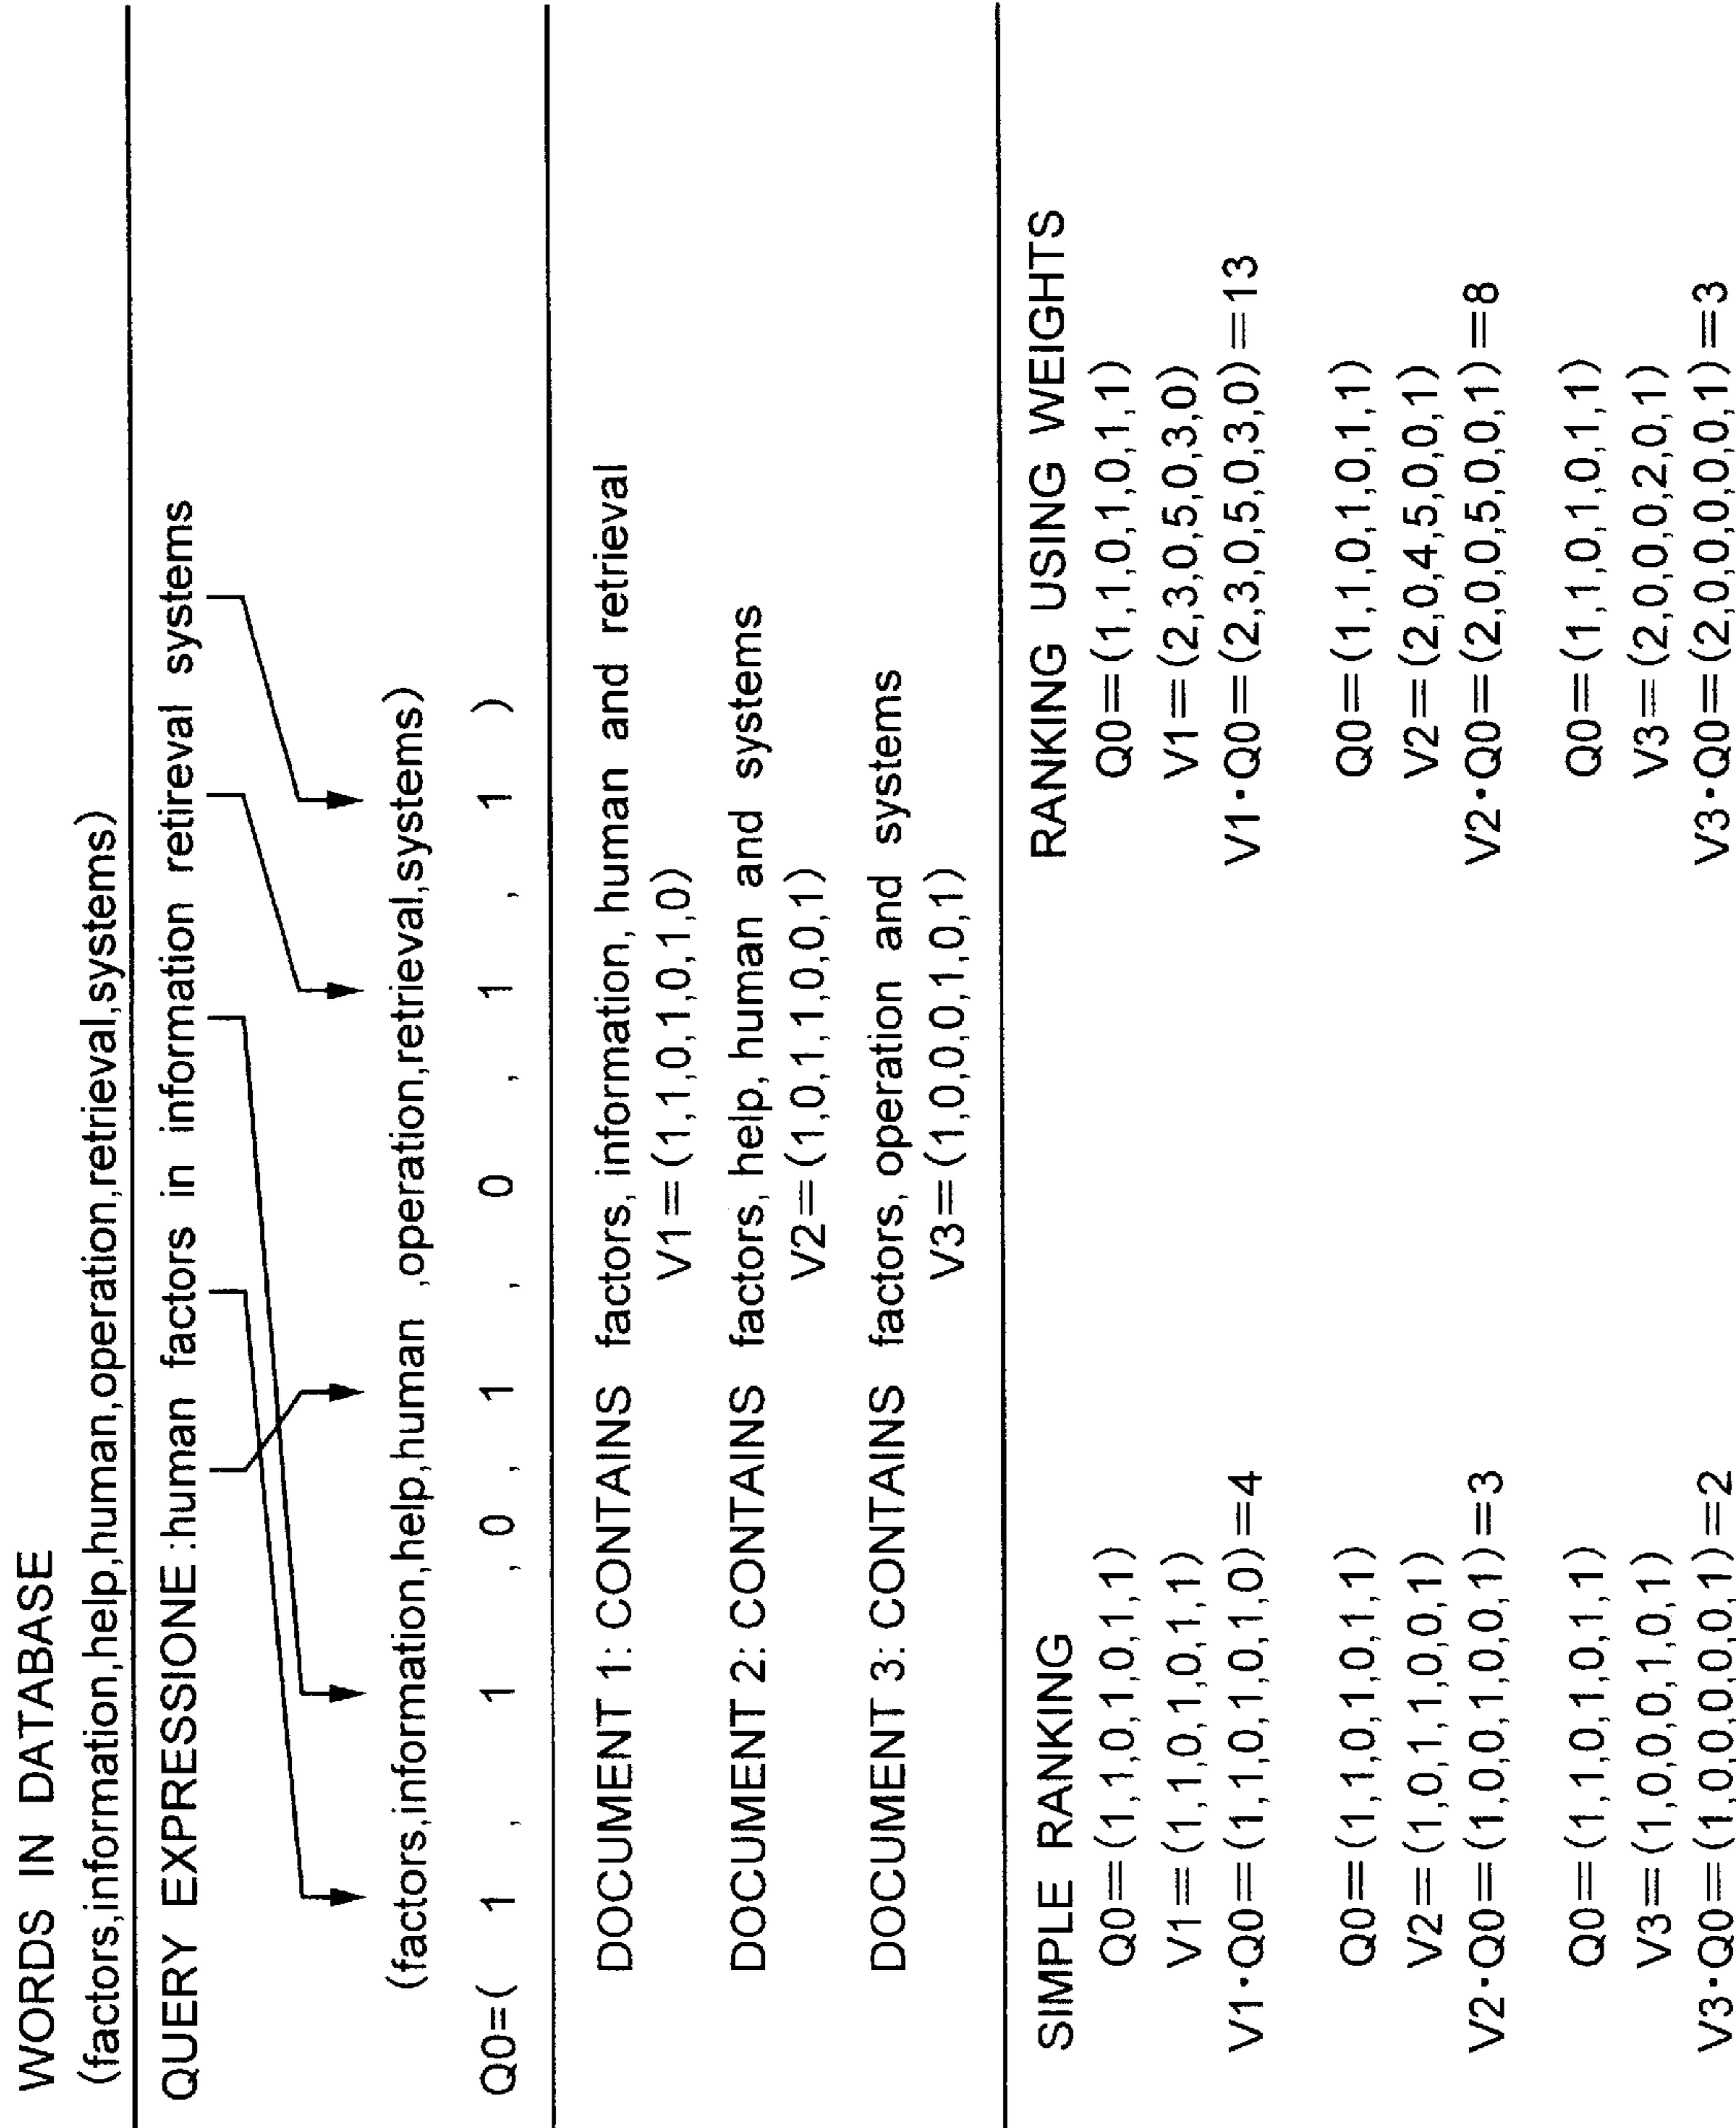 WORDS IN DATABASE
(factors,information,help,human,operation,retrieval,systems)
QUERY EXPRESSIONE:human factors in information retireval systems
(factors,information,help,human ,operation,retrieval,systems)
Q0=( 1 , 1 , 0 , 1 , 0 , 1 , 1 )
DOCUMENT 1: CONTAINS factors, information, human and retrieval
V1=(1,1,0,1,0,1,0)
DOCUMENT 2: CONTAINS factors, help, human and systems
V2=(1,0,1,1,0,0,1)
DOCUMENT 3: CONTAINS factors, operation and systems
V3=(1,0,0,0,1,0,1)
SIMPLE RANKING
Q0=(1,1,0,1,0,1,1)
V1=(1,1,0,1,0,1,1)
V1·Q0=(1,1,0,1,0,1,0)=4
Q0=(1,1,0,1,0,1,1)
V2=(1,0,1,1,0,0,1)
V2·Q0=(1,0,0,1,0,0,1)=3
Q0=(1,1,0,1,0,1,1)
V3=(1,0,0,0,1,0,1)
V3·Q0=(1,0,0,0,0,0,1)=2
RANKING USING WEIGHTS
Q0=(1,1,0,1,0,1,1)
V1=(2,3,0,5,0,3,0)
V1·Q0=(2,3,0,5,0,3,0)=13
Q0=(1,1,0,1,0,1,1)
V2=(2,0,4,5,0,0,1)
V2·Q0=(2,0,0,5,0,0,1)=8
Q0=(1,1,0,1,0,1,1)
V3=(2,0,0,0,2,0,1)
V3·Q0=(2,0,0,0,0,0,1)=3